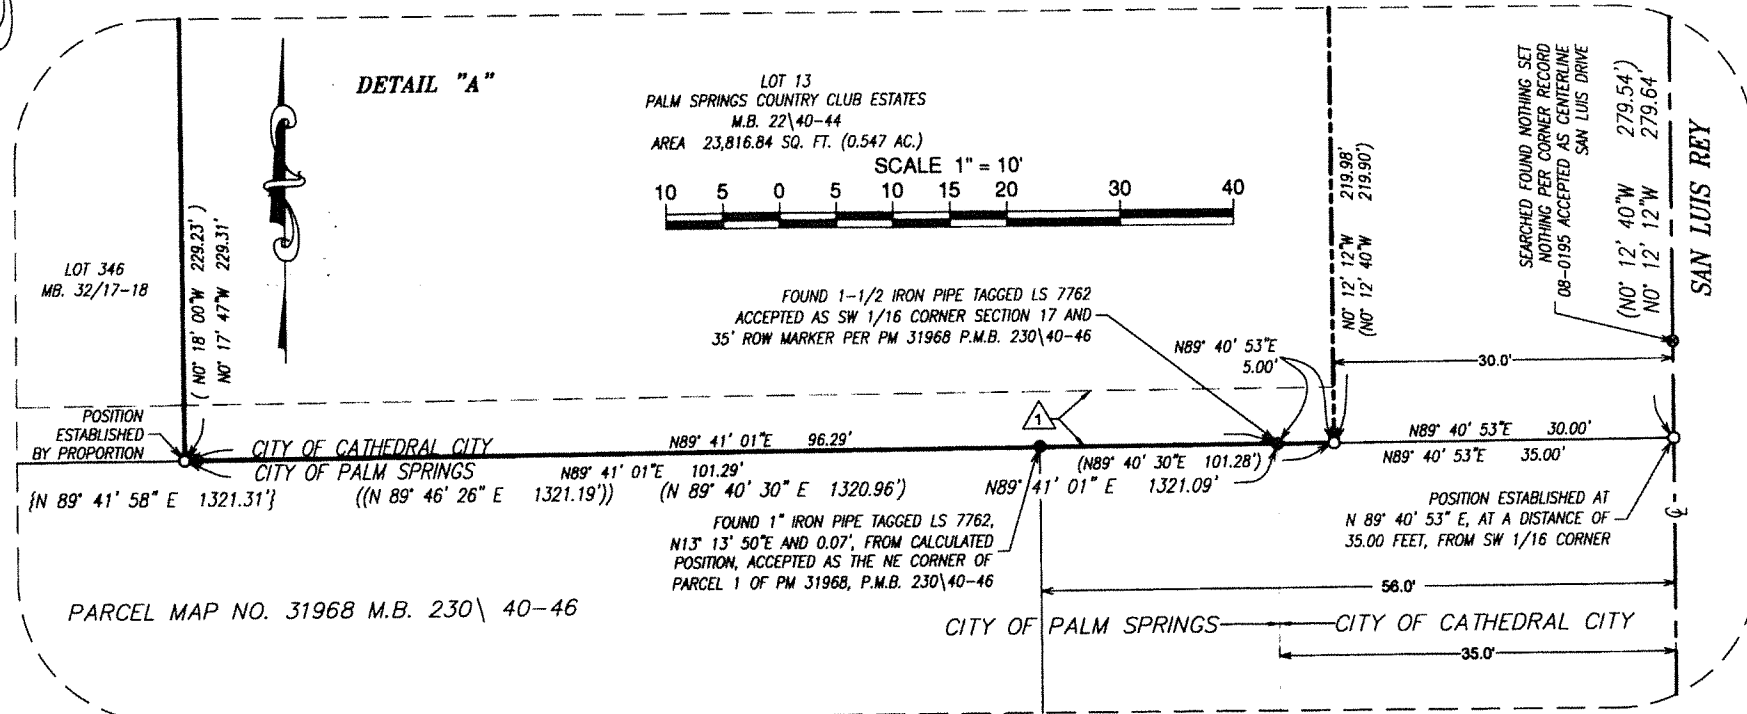 DETAIL "A"
LOT 13
PALM SPRINGS COUNTRY CLUB ESTATES
M.B. 22\40-44
AREA 23,816.84 SQ. FT. (0.547 AC.)
SCALE 1" = 10'
10 5 0 5 10 15 20 30 40
LOT 346
MB. 32/17-18
( N0° 18' 00"W 229.23' )
N0° 17' 47"W 229.31'
FOUND 1-1/2 IRON PIPE TAGGED LS 7762
ACCEPTED AS SW 1/16 CORNER SECTION 17 AND
35' ROW MARKER PER PM 31968 P.M.B. 230\40-46
N89° 40' 53"E
5.00'
N0° 12' 12"W 219.98'
(N0° 12' 40"W 219.90')
SEARCHED FOUND NOTHING SET
NOTHING PER CORNER RECORD
08-0195 ACCEPTED AS CENTERLINE
SAN LUIS DRIVE
(N0° 12' 40"W 279.54')
N0° 12' 12"W 279.64'
SAN LUIS REY
30.0'
POSITION
ESTABLISHED
BY PROPORTION
CITY OF CATHEDRAL CITY
CITY OF PALM SPRINGS
N89° 41' 01"E 96.29'
N89° 41' 01"E 101.29'
1
(N89° 40' 30"E 101.28')
N89° 40' 53"E 30.00'
N89° 40' 53"E 35.00'
{N 89° 41' 58" E 1321.31'}
((N 89° 46' 26" E 1321.19'))
(N 89° 40' 30" E 1320.96')
N89° 41' 01" E 1321.09'
FOUND 1" IRON PIPE TAGGED LS 7762,
N13° 13' 50"E AND 0.07', FROM CALCULATED
POSITION, ACCEPTED AS THE NE CORNER OF
PARCEL 1 OF PM 31968, P.M.B. 230\40-46
POSITION ESTABLISHED AT
N 89° 40' 53" E, AT A DISTANCE OF
35.00 FEET, FROM SW 1/16 CORNER
56.0'
PARCEL MAP NO. 31968 M.B. 230\ 40-46
CITY OF PALM SPRINGS
CITY OF CATHEDRAL CITY
35.0'